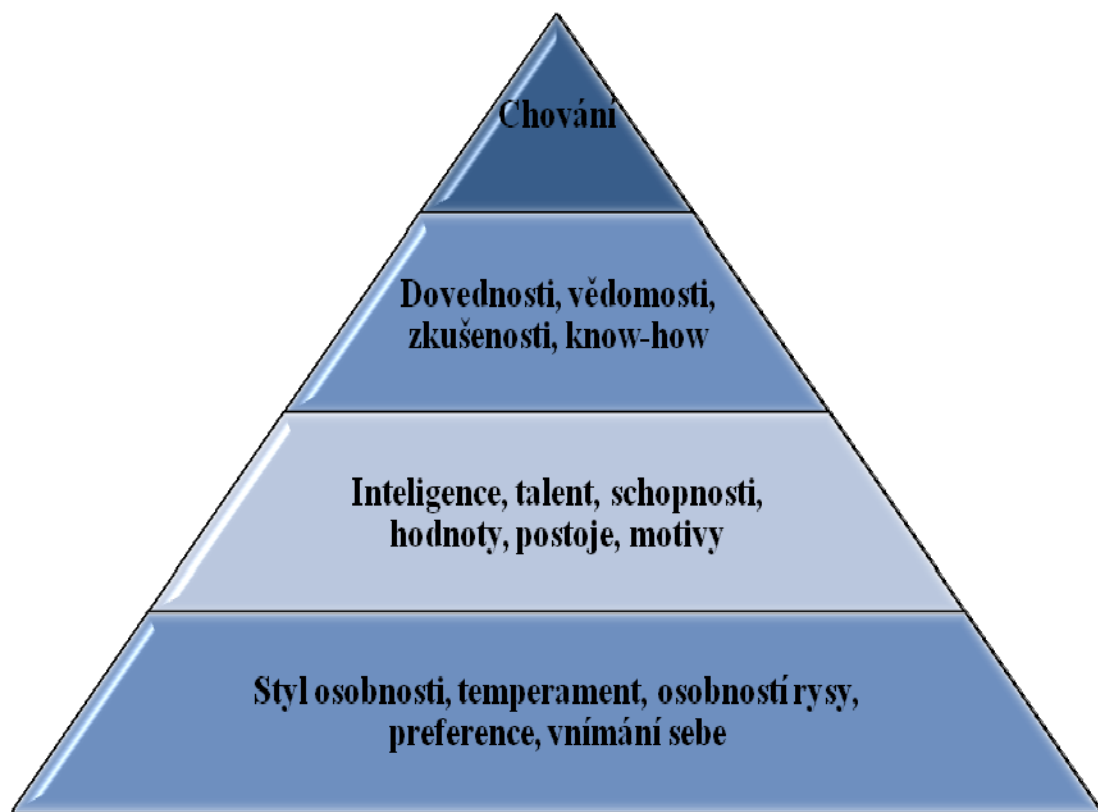 Chování
Dovednosti, vědomosti,
zkušenosti, know-how
Inteligence, talent, schopnosti,
hodnoty, postoje, motivy
Styl osobnosti, temperament, osobností rysy,
preference, vnímání sebe